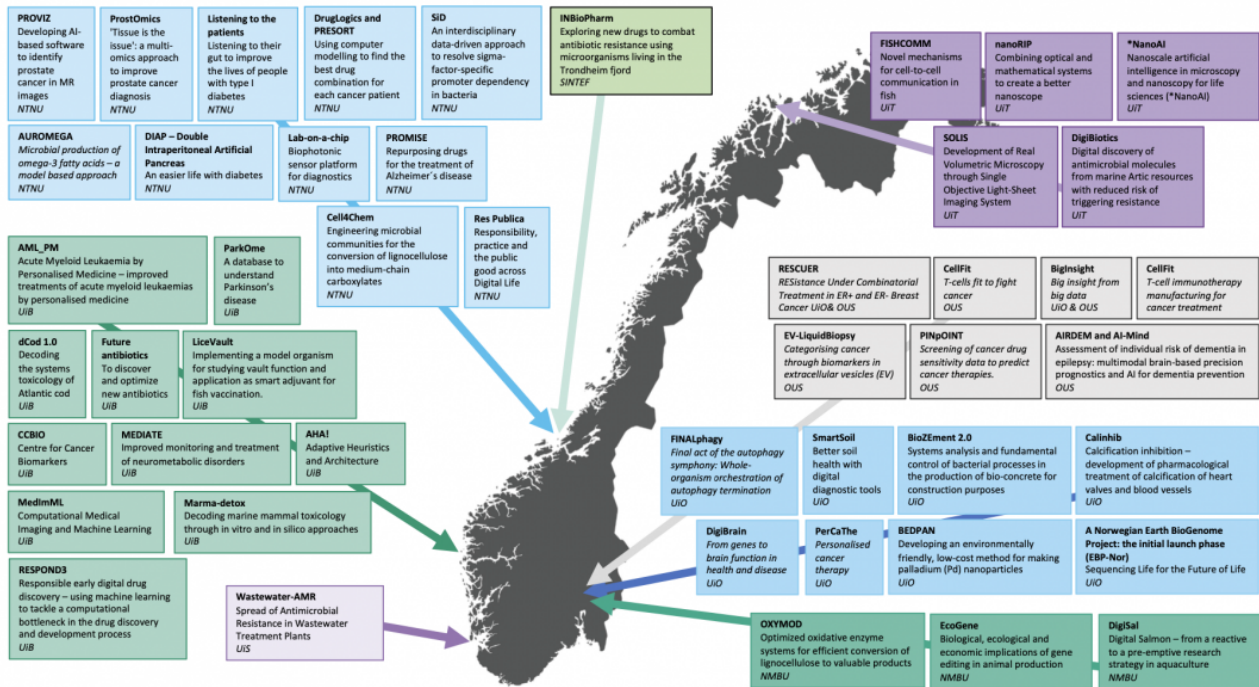 PROVIZ
Developing AI-
based software
to identify
prostate
cancer in MR
images
NTNU
ProstOmics
'Tissue is the
issue': a multi-
omics approach
to improve
prostate cancer
diagnosis
NTNU
Listening to the
patients
Listening to their
gut to improve
the lives of people
with type I
diabetes
NTNU
DrugLogics and
PRESORT
Using computer
modelling to find the
best drug
combination for
each cancer patient
NTNU
SiD
An interdisciplinary
data-driven approach
to resolve sigma-
factor-specific
promoter dependency
in bacteria
NTNU
INBioPharm
Exploring new drugs to combat
antibiotic resistance using
microorganisms living in the
Trondheim fjord
SINTEF
FISHCOMM
Novel mechanisms
for cell-to-cell
communication in
fish
UiT
nanoRIP
Combining optical and
mathematical systems
to create a better
nanoscope
UiT
*NanoAI
Nanoscale artificial
intelligence in microscopy
and nanoscopy for life
sciences (*NanoAI)
UiT
AUROMEGA
Microbial production of
omega-3 fatty acids – a
model based approach
NTNU
DIAP – Double
Intraperitoneal Artificial
Pancreas
An easier life with diabetes
NTNU
Lab-on-a-chip
Biophotonic
sensor platform
for diagnostics
NTNU
PROMISE
Repurposing drugs
for the treatment of
Alzheimer´s disease
NTNU
SOLIS
Development of Real
Volumetric Microscopy
through Single
Objective Light-Sheet
Imaging System
UiT
DigiBiotics
Digital discovery of
antimicrobial molecules
from marine Artic resources
with reduced risk of
triggering resistance
UiT
Cell4Chem
Engineering microbial
communities for the
conversion of lignocellulose
into medium-chain
carboxylates
NTNU
Res Publica
Responsibility,
practice and
the public
good across
Digital Life
NTNU
AML_PM
Acute Myeloid Leukaemia by
Personalised Medicine – improved
treatments of acute myeloid leukaemias
by personalised medicine
UiB
ParkOme
A database to
understand
Parkinson's
disease
UiB
RESCUER
RESistance Under Combinatorial
Treatment in ER+ and ER- Breast
Cancer UiO& OUS
CellFit
T-cells fit to fight
cancer
OUS
BigInsight
Big insight from
big data
UiO & OUS
CellFit
T-cell immunotherapy
manufacturing for
cancer treatment
dCod 1.0
Decoding
the systems
toxicology of
Atlantic cod
UiB
Future
antibiotics
To discover
and optimize
new antibiotics
UiB
LiceVault
Implementing a model organism
for studying vault function and
application as smart adjuvant for
fish vaccination.
UiB
EV-LiquidBiopsy
Categorising cancer
through biomarkers in
extracellular vesicles (EV)
OUS
PINpOINT
Screening of cancer drug
sensitivity data to predict
cancer therapies.
OUS
AIRDEM and AI-Mind
Assessment of individual risk of dementia in
epilepsy: multimodal brain-based precision
prognostics and AI for dementia prevention
OUS
CCBIO
Centre for Cancer
Biomarkers
UiB
MEDIATE
Improved monitoring and treatment
of neurometabolic disorders
UiB
AHA!
Adaptive Heuristics
and Architecture
UiB
FINALphagy
Final act of the autophagy
symphony: Whole-
organism orchestration of
autophagy termination
UiO
SmartSoil
Better soil
health with
digital
diagnostic tools
UiO
BioZEment 2.0
Systems analysis and fundamental
control of bacterial processes in
the production of bio-concrete for
construction purposes
UiO
Calinhib
Calcification inhibition –
development of pharmacological
treatment of calcification of heart
valves and blood vessels
UiO
MedImML
Computational Medical
Imaging and Machine Learning
UiB
Marma-detox
Decoding marine mammal toxicology
through in vitro and in silico approaches
UiB
DigiBrain
From genes to
brain function in
health and disease
UiO
PerCaThe
Personalised
cancer
therapy
UiO
BEDPAN
Developing an environmentally
friendly, low-cost method for making
palladium (Pd) nanoparticles
UiO
A Norwegian Earth BioGenome
Project: the initial launch phase
(EBP-Nor)
Sequencing Life for the Future of Life
UiO
RESPOND3
Responsible early digital drug
discovery – using machine learning
to tackle a computational
bottleneck in the drug discovery
and development process
UiB
Wastewater-AMR
Spread of Antimicrobial
Resistance in Wastewater
Treatment Plants
UiS
OXYMOD
Optimized oxidative enzyme
systems for efficient conversion of
lignocellulose to valuable products
NMBU
EcoGene
Biological, ecological and
economic implications of gene
editing in animal production
NMBU
DigiSal
Digital Salmon – from a reactive
to a pre-emptive research
strategy in aquaculture
NMBU